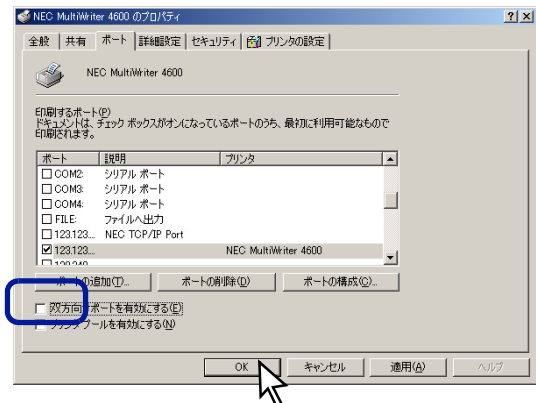 NEC MultiWriter 4600 のプロパティ
全般 共有 ポート 詳細設定 セキュリティ プリンタの設定
NEC MultiWriter 4600
印刷するポート(P)
ドキュメントは、チェック ボックスがオンになっているポートのうち、最初に利用可能なもので
印刷されます。
ポート 説明 プリンタ
COM2: シリアル ポート
COM3: シリアル ポート
COM4: シリアル ポート
FILE: ファイルへ出力
123.123... NEC TCP/IP Port
123.123... NEC MultiWriter 4600
ポートの追加(T)... ポートの削除(D) ポートの構成(C)...
双方向サポートを有効にする(E)
プリンタ プールを有効にする(N)
OK キャンセル 適用(A) ヘルプ